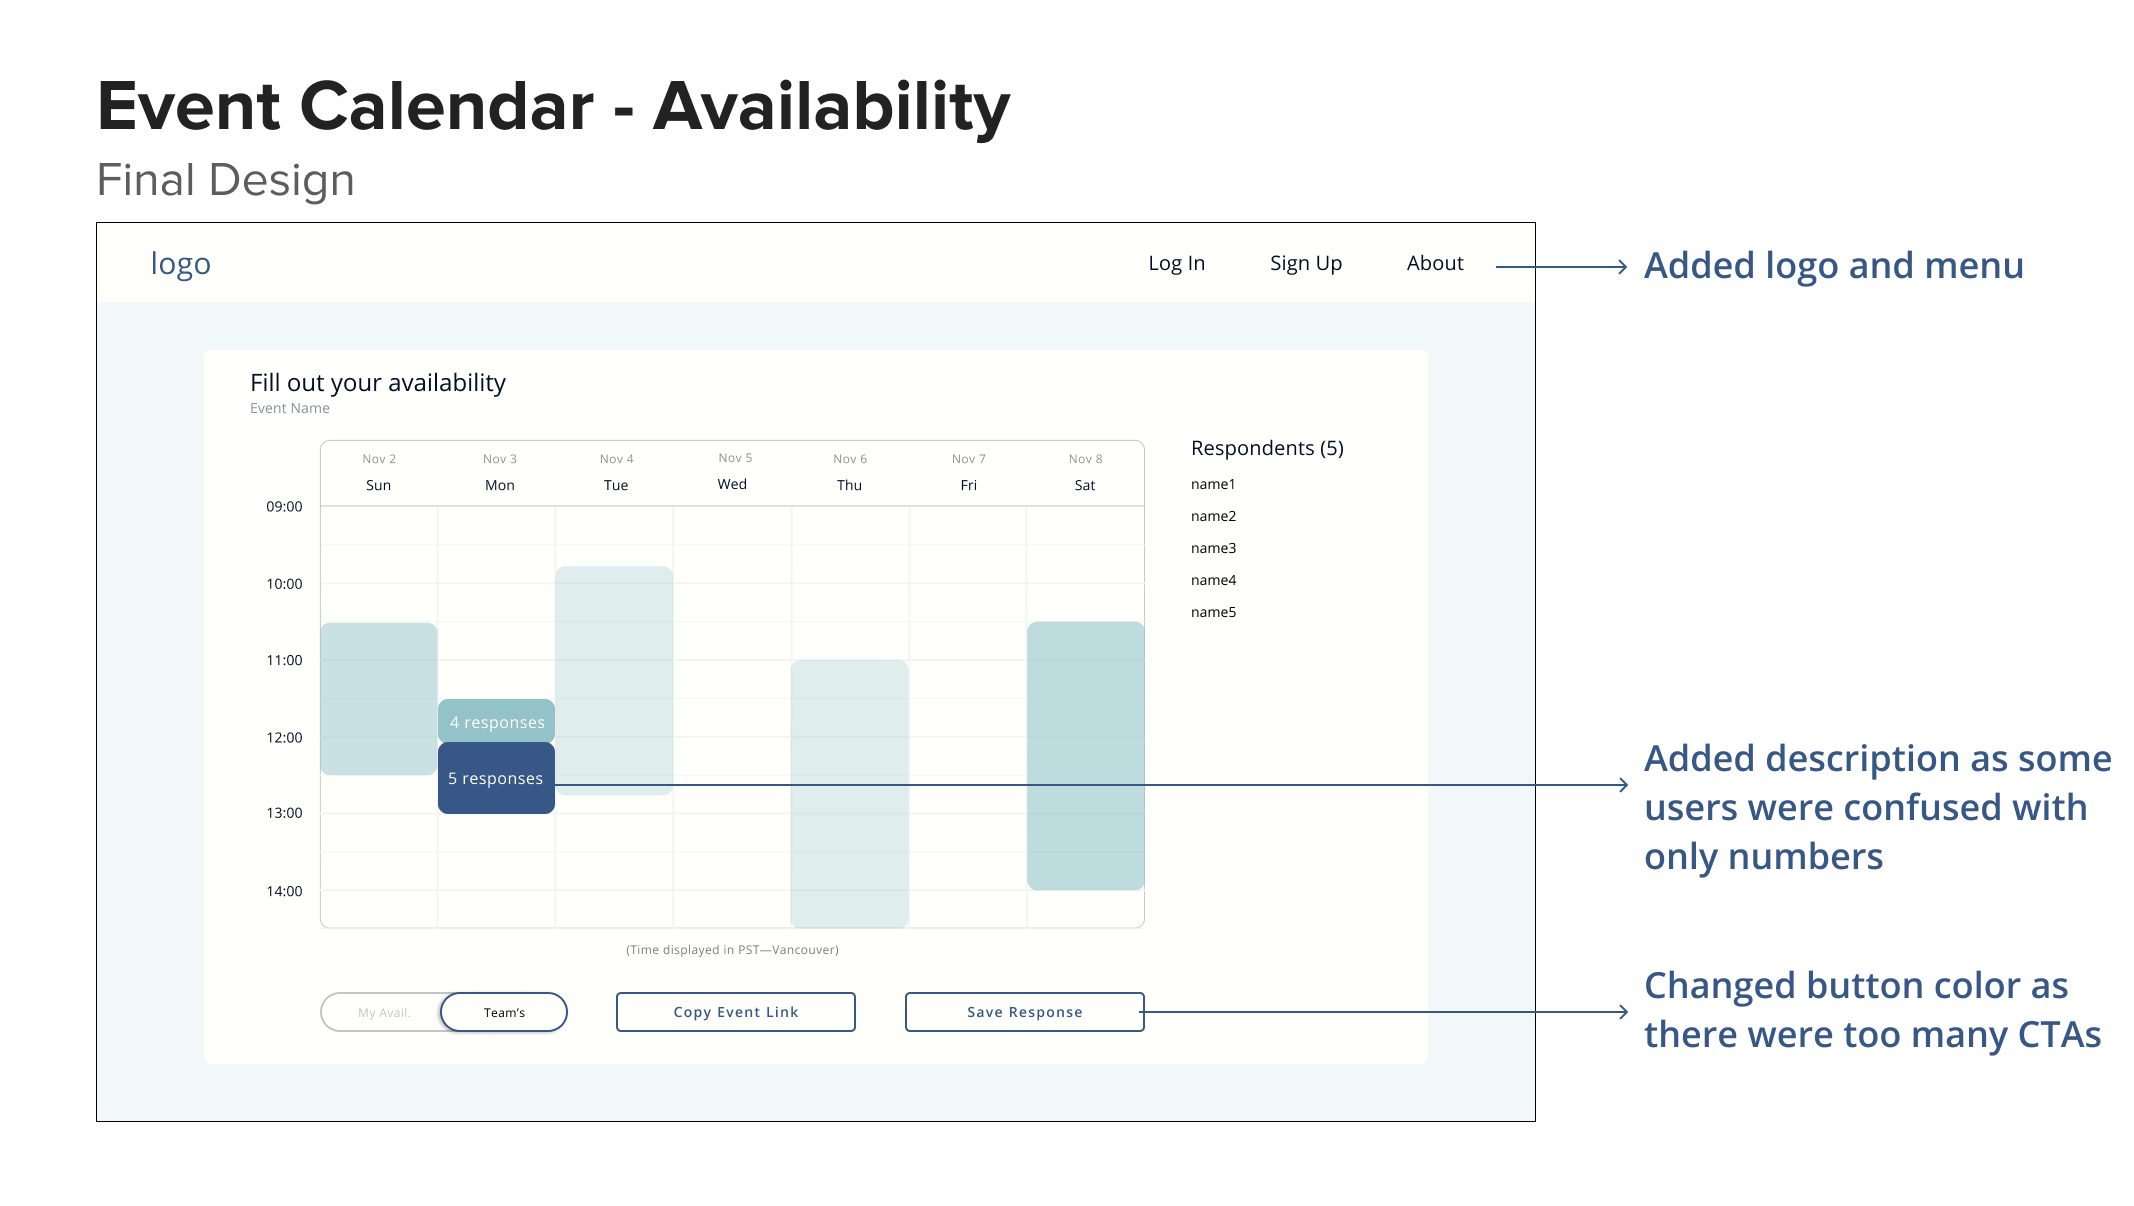 Event Calendar - Availability
Final Design
logo
Log In
Sign Up
About
Added logo and menu
Fill out your availability
Event Name
Nov 2
Nov 3
Nov 4
Nov 5
Nov 6
Nov 7
Nov 8
Sun
Mon
Tue
Wed
Thu
Fri
Sat
09:00
10:00
11:00
12:00
13:00
14:00
4 responses
5 responses
Respondents (5)
name1
name2
name3
name4
name5
Added description as some
users were confused with
only numbers
(Time displayed in PST—Vancouver)
My Avail.
Team's
Copy Event Link
Save Response
Changed button color as
there were too many CTAs